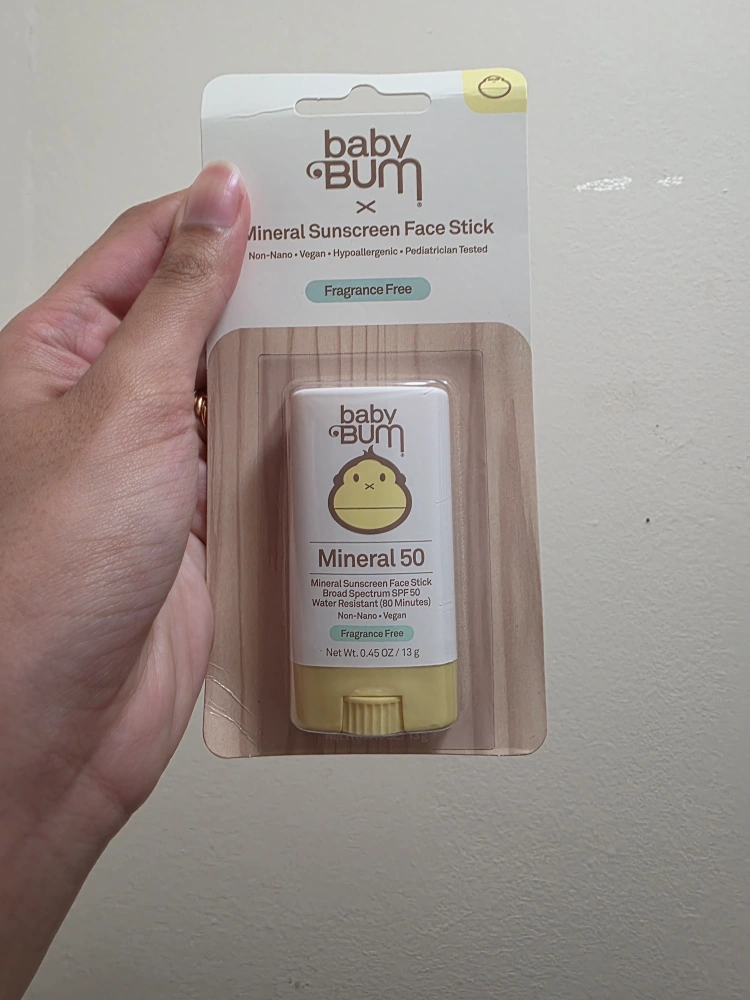 baby
BUM®
Mineral Sunscreen Face Stick
Non-Nano • Vegan • Hypoallergenic • Pediatrician Tested
Fragrance Free
baby
BUM®
Mineral 50
Mineral Sunscreen Face Stick
Broad Spectrum SPF 50
Water Resistant (80 Minutes)
Non-Nano • Vegan
Fragrance Free
Net Wt. 0.45 OZ / 13 g